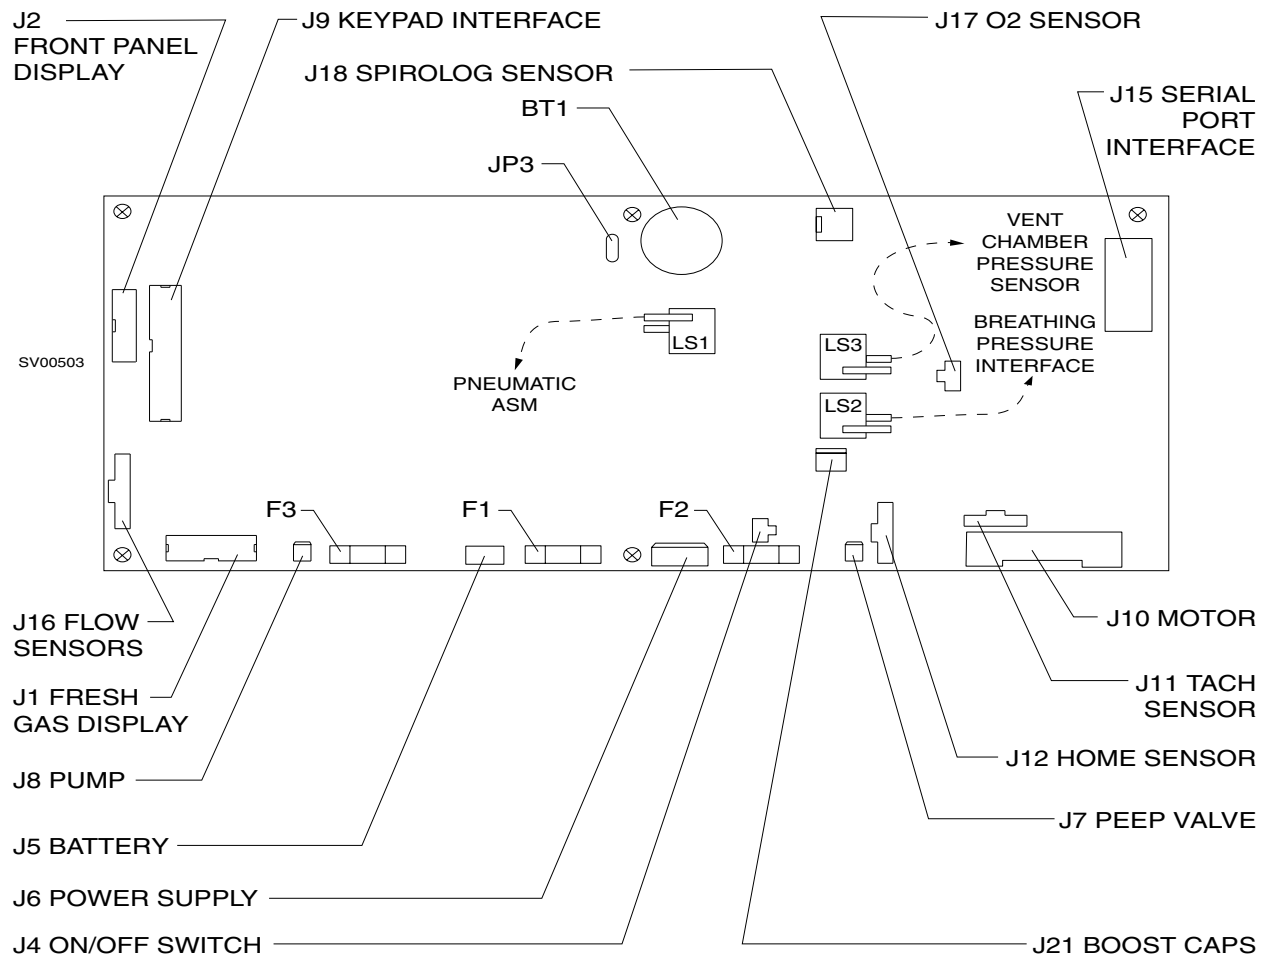 J2
FRONT PANEL
DISPLAY
J9 KEYPAD INTERFACE
J17 O2 SENSOR
J18 SPIROLOG SENSOR
BT1
JP3
J15 SERIAL
PORT
INTERFACE
VENT
CHAMBER
PRESSURE
SENSOR
BREATHING
PRESSURE
INTERFACE
LS1
LS3
LS2
SV00503
PNEUMATIC
ASM
F3
F1
F2
J16 FLOW
SENSORS
J1 FRESH
GAS DISPLAY
J8 PUMP
J5 BATTERY
J6 POWER SUPPLY
J4 ON/OFF SWITCH
J10 MOTOR
J11 TACH
SENSOR
J12 HOME SENSOR
J7 PEEP VALVE
J21 BOOST CAPS